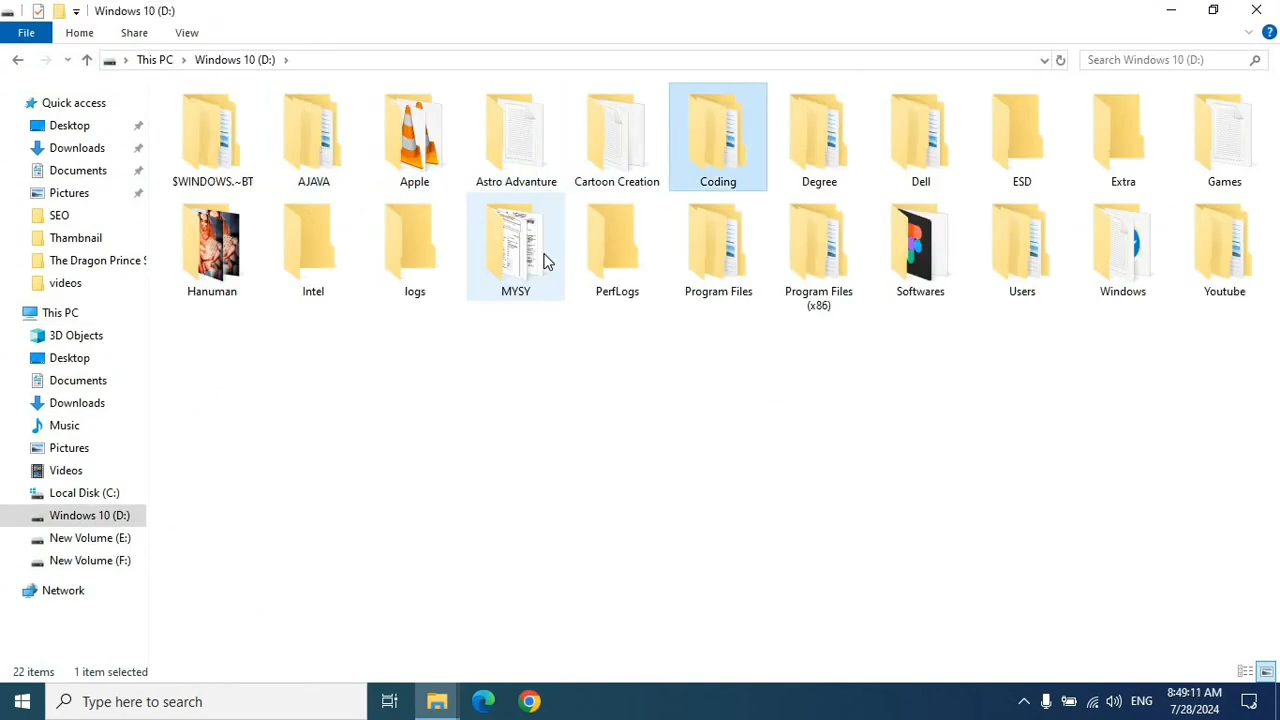 Windows 10 (D:)
File Home Share View
This PC Windows 10 (D:)
Search Windows 10 (D:)
Quick access
Desktop
Downloads
Documents
Pictures
SEO
Thumbnail
The Dragon Prince S
videos
This PC
3D Objects
Desktop
Documents
Downloads
Music
Pictures
Videos
Local Disk (C:)
Windows 10 (D:)
New Volume (E:)
New Volume (F:)
Network
$WINDOWS.~BT AJAVA Apple Astro Advanture Cartoon Creation Coding Degree Dell ESD Extra Games
Hanuman Intel logs MYSY PerfLogs Program Files Program Files Softwares Users Windows Youtube
(x86)
22 items 1 item selected
Type here to search
ENG
8:49:11 AM
7/28/2024